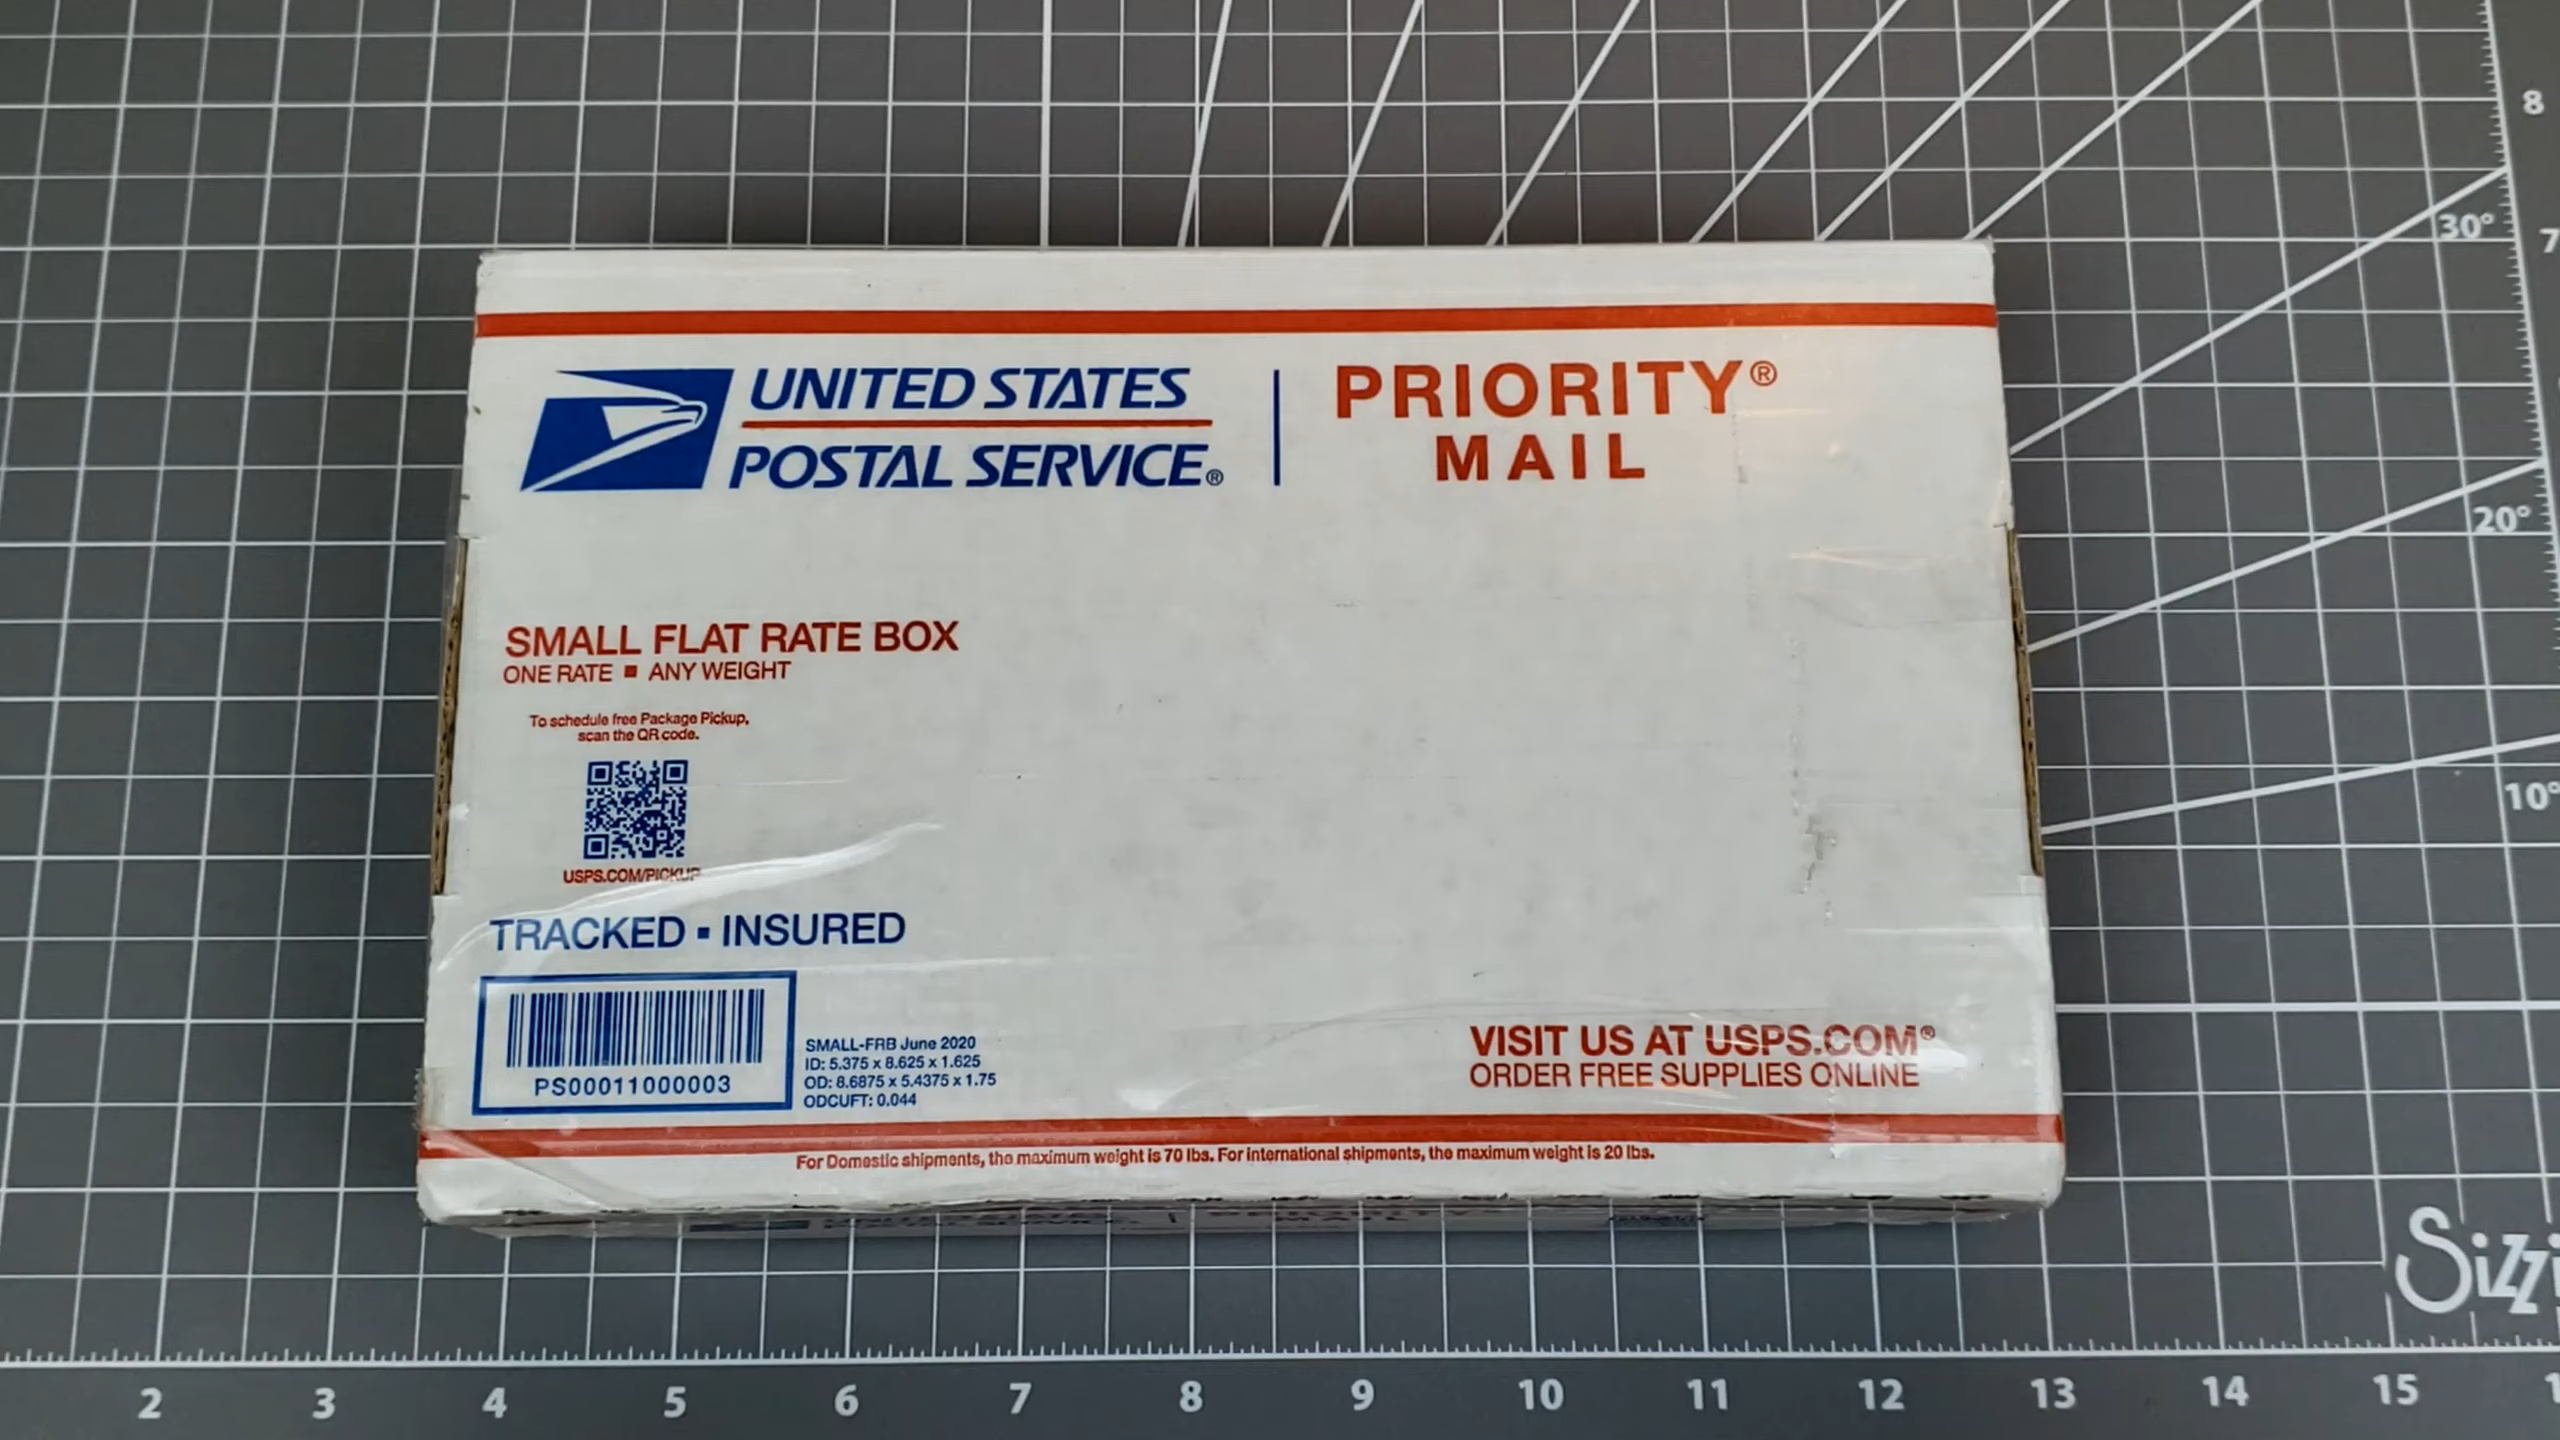 8
30°
7
UNITED STATES
POSTAL SERVICE®
PRIORITY®
MAIL
20°
SMALL FLAT RATE BOX
ONE RATE ▪ ANY WEIGHT
To schedule free Package Pickup,
scan the QR code.
10°
USPS.COM/PICKUP
TRACKED ▪ INSURED
PS00011000003
SMALL-FRB June 2020
ID: 5.375 x 8.625 x 1.625
OD: 8.6875 x 5.4375 x 1.75
ODCUFT: 0.044
VISIT US AT USPS.COM®
ORDER FREE SUPPLIES ONLINE
For Domestic shipments, the maximum weight is 70 lbs. For international shipments, the maximum weight is 20 lbs.
Sizzi
2 3 4 5 6 7 8 9 10 11 12 13 14 15